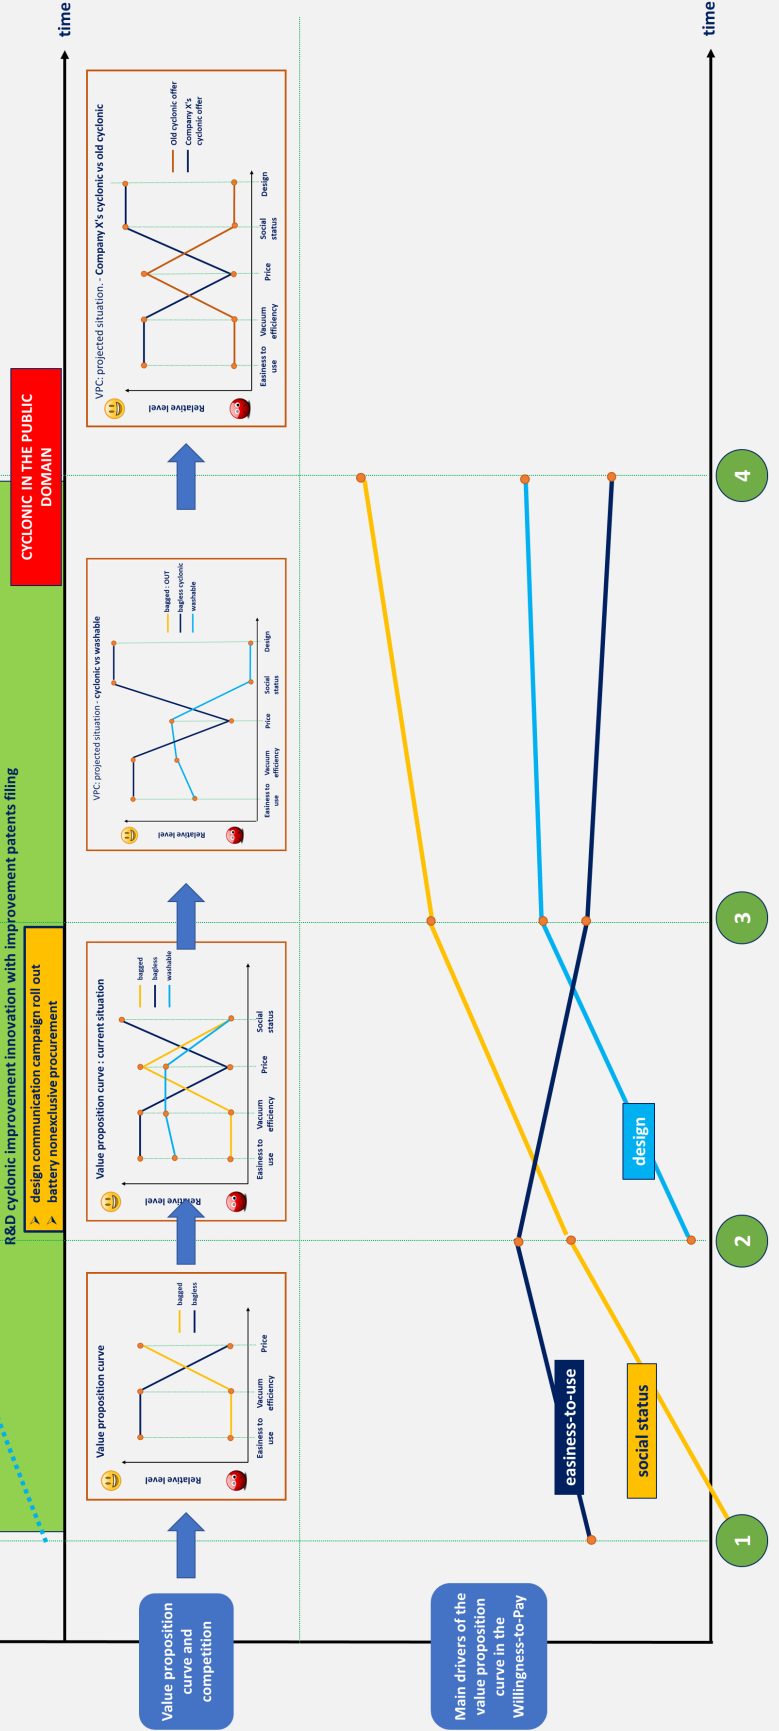 R&D cyclonic improvement innovation with improvement patents filing
design communication campaign roll out
battery nonexclusive procurement
CYCLONIC IN THE PUBLIC
DOMAIN
time
Value proposition
curve and
competition
Value proposition curve
bagged
bagless
Relative level
Easiness to
use
Vacuum
efficiency
Price
Value proposition curve : current situation
bagged
bagless
washable
Relative level
Easiness to
use
Vacuum
efficiency
Price
Social
status
VPC: projected situation - cyclonic vs washable
bagged : OUT
bagless cyclonic
washable
Relative level
Easiness to
use
Vacuum
efficiency
Price
Social
status
Design
VPC: projected situation. - Company X's cyclonic vs old cyclonic
Old cyclonic offer
Company X's
cyclonic offer
Relative level
Easiness to
use
Vacuum
efficiency
Price
Social
status
Design
Main drivers of the
value proposition
curve in the
Willingness-to-Pay
easiness-to-use
social status
design
time
1
2
3
4